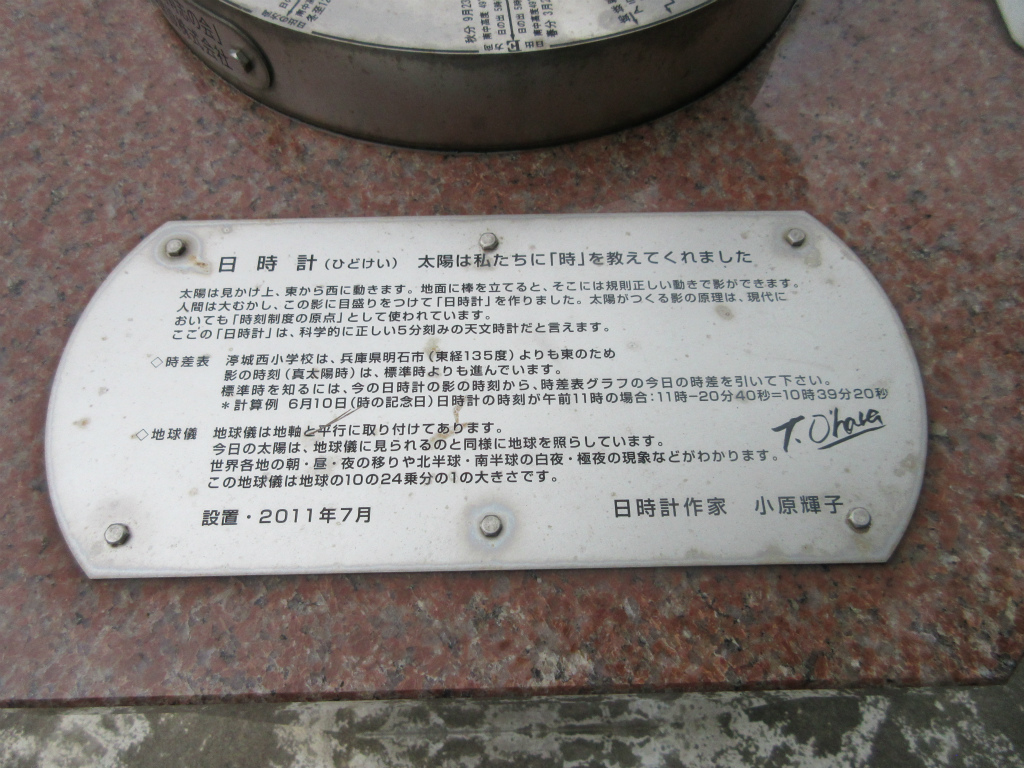 秋分 9月23
日 時 計（ひどけい） 太陽は私たちに「時」を教えてくれました
太陽は見かけ上、東から西に動きます。地面に棒を立てると、そこには規則正しい動きで影ができます。
人間は大むかし、この影に目盛りをつけて「日時計」を作りました。太陽がつくる影の原理は、現代に
おいても「時刻制度の原点」として使われています。
ここの「日時計」は、科学的に正しい5分刻みの天文時計だと言えます。
◇時差表 渟城西小学校は、兵庫県明石市（東経135度）よりも東のため
影の時刻（真太陽時）は、標準時よりも進んでいます。
標準時を知るには、今の日時計の影の時刻から、時差表グラフの今日の時差を引いて下さい。
＊計算例 6月10日（時の記念日）日時計の時刻が午前11時の場合：11時−20分40秒＝10時39分20秒
◇地球儀 地球儀は地軸と平行に取り付けてあります。
今日の太陽は、地球儀に見られるのと同様に地球を照らしています。
世界各地の朝・昼・夜の移りや北半球・南半球の白夜・極夜の現象などがわかります。
この地球儀は地球の10の24乗分の1の大きさです。
T. Ohara
設置・2011年7月
日時計作家 小原輝子